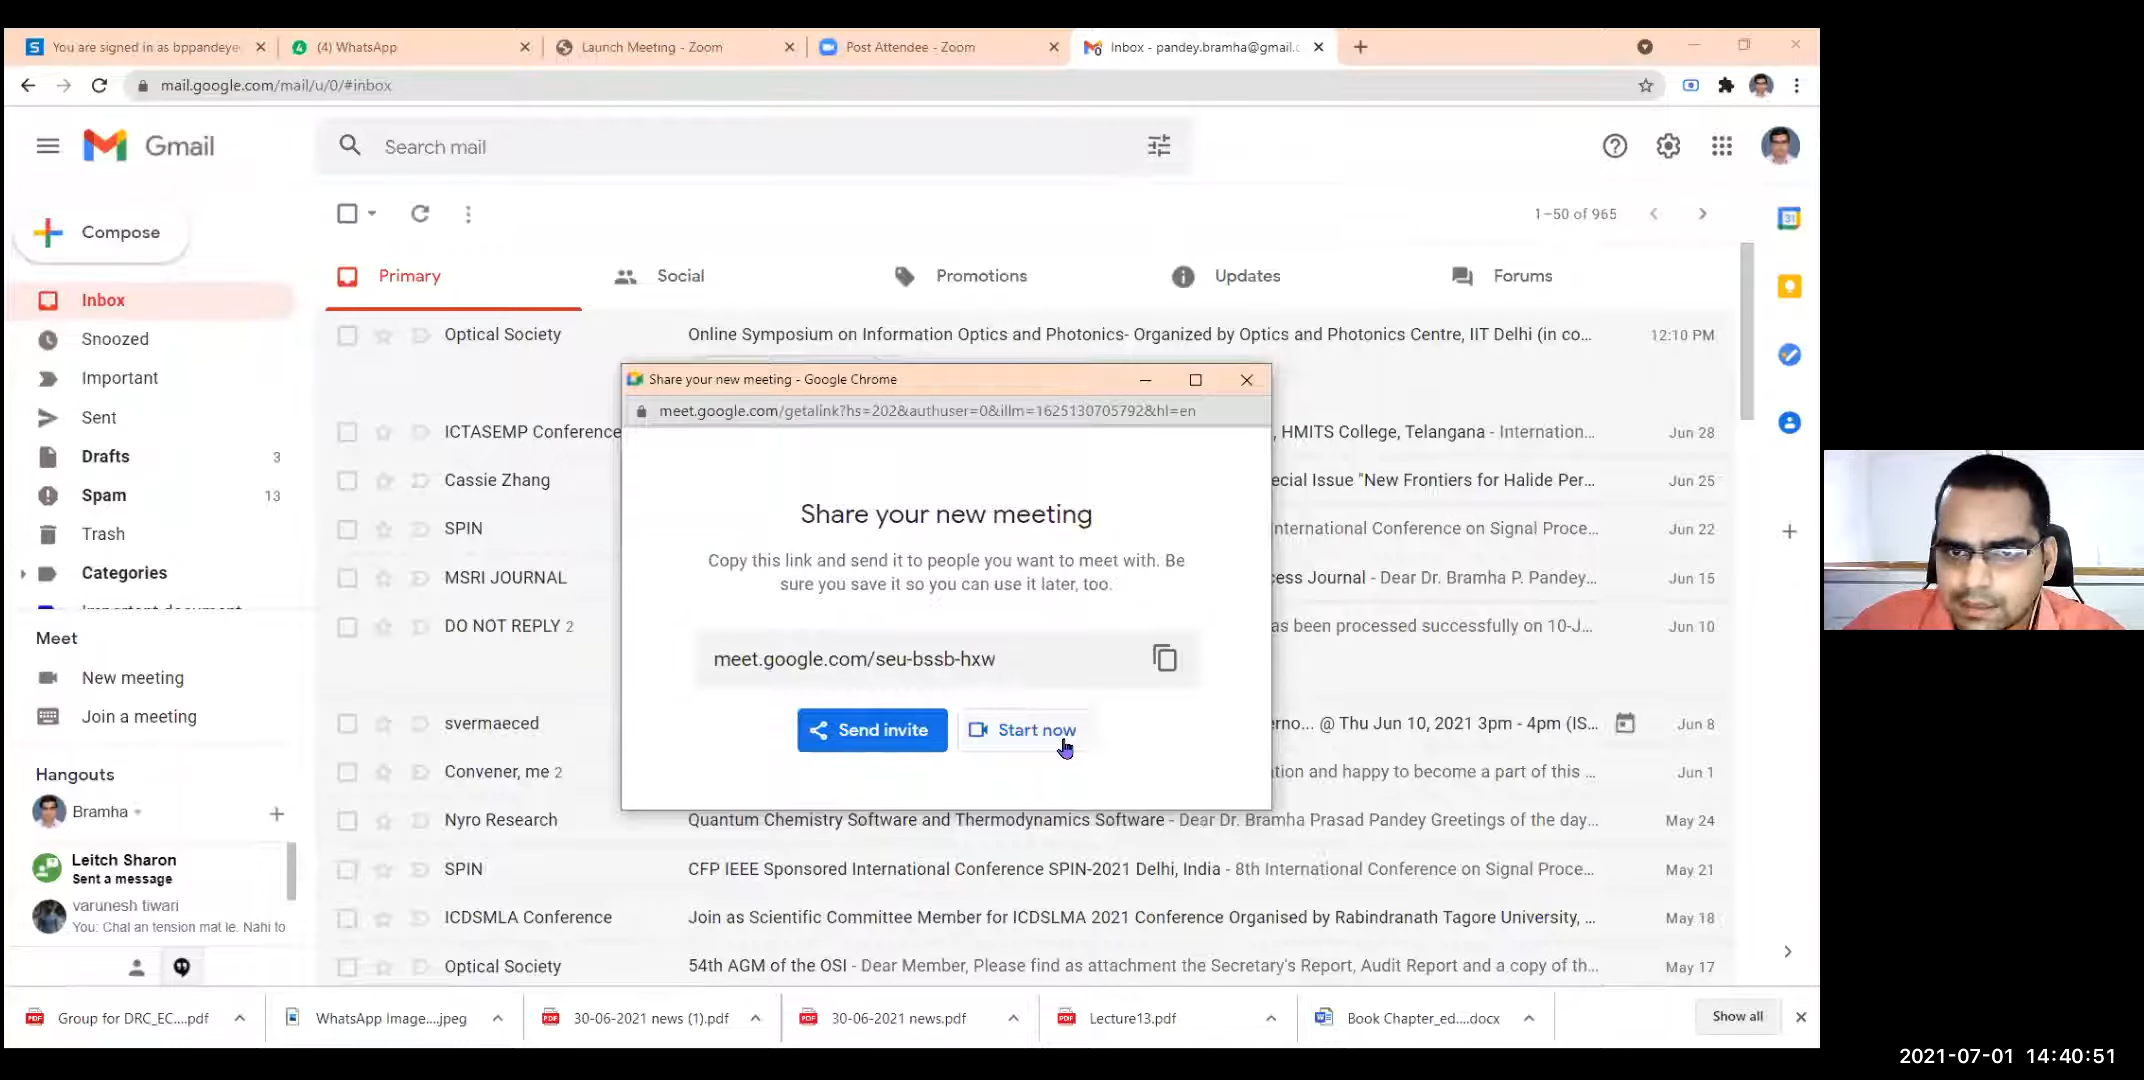 You are signed in as bppandeye
(4) WhatsApp
Launch Meeting - Zoom
Post Attendee - Zoom
Inbox - pandey.bramha@gmail.c
mail.google.com/mail/u/0/#inbox
Gmail
Search mail
Compose
1–50 of 965
Primary
Social
Promotions
Updates
Forums
Inbox
Snoozed
Important
Sent
Drafts 3
Spam 13
Trash
Categories
Meet
New meeting
Join a meeting
Hangouts
Bramha
Leitch Sharon
Sent a message
varunesh tiwari
You: Chal an tension mat le. Nahi to
Optical Society Online Symposium on Information Optics and Photonics- Organized by Optics and Photonics Centre, IIT Delhi (in co... 12:10 PM
ICTASEMP Conference , HMITS College, Telangana - Internation... Jun 28
Cassie Zhang ecial Issue "New Frontiers for Halide Per... Jun 25
SPIN International Conference on Signal Proce... Jun 22
MSRI JOURNAL cess Journal - Dear Dr. Bramha P. Pandey... Jun 15
DO NOT REPLY 2 as been processed successfully on 10-J... Jun 10
svermaeced erno... @ Thu Jun 10, 2021 3pm - 4pm (IS... Jun 8
Convener, me 2 tion and happy to become a part of this ... Jun 1
Nyro Research Quantum Chemistry Software and Thermodynamics Software - Dear Dr. Bramha Prasad Pandey Greetings of the day... May 24
SPIN CFP IEEE Sponsored International Conference SPIN-2021 Delhi, India - 8th International Conference on Signal Proce... May 21
ICDSMLA Conference Join as Scientific Committee Member for ICDSLMA 2021 Conference Organised by Rabindranath Tagore University, ... May 18
Optical Society 54th AGM of the OSI - Dear Member, Please find as attachment the Secretary's Report, Audit Report and a copy of th... May 17
Share your new meeting - Google Chrome
meet.google.com/getalink?hs=202&authuser=0&illm=1625130705792&hl=en
Share your new meeting
Copy this link and send it to people you want to meet with. Be
sure you save it so you can use it later, too.
meet.google.com/seu-bssb-hxw
Send invite
Start now
Group for DRC_EC....pdf
WhatsApp Image....jpeg
30-06-2021 news (1).pdf
30-06-2021 news.pdf
Lecture13.pdf
Book Chapter_ed....docx
Show all
2021-07-01 14:40:51